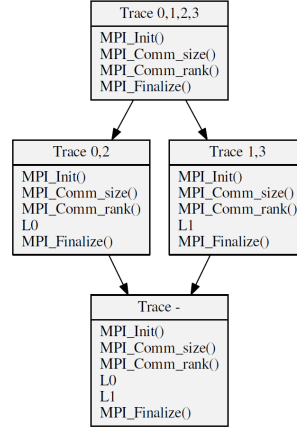 Trace 0,1,2,3
MPI_Init()
MPI_Comm_size()
MPI_Comm_rank()
MPI_Finalize()
Trace 0,2
MPI_Init()
MPI_Comm_size()
MPI_Comm_rank()
L0
MPI_Finalize()
Trace 1,3
MPI_Init()
MPI_Comm_size()
MPI_Comm_rank()
L1
MPI_Finalize()
Trace -
MPI_Init()
MPI_Comm_size()
MPI_Comm_rank()
L0
L1
MPI_Finalize()